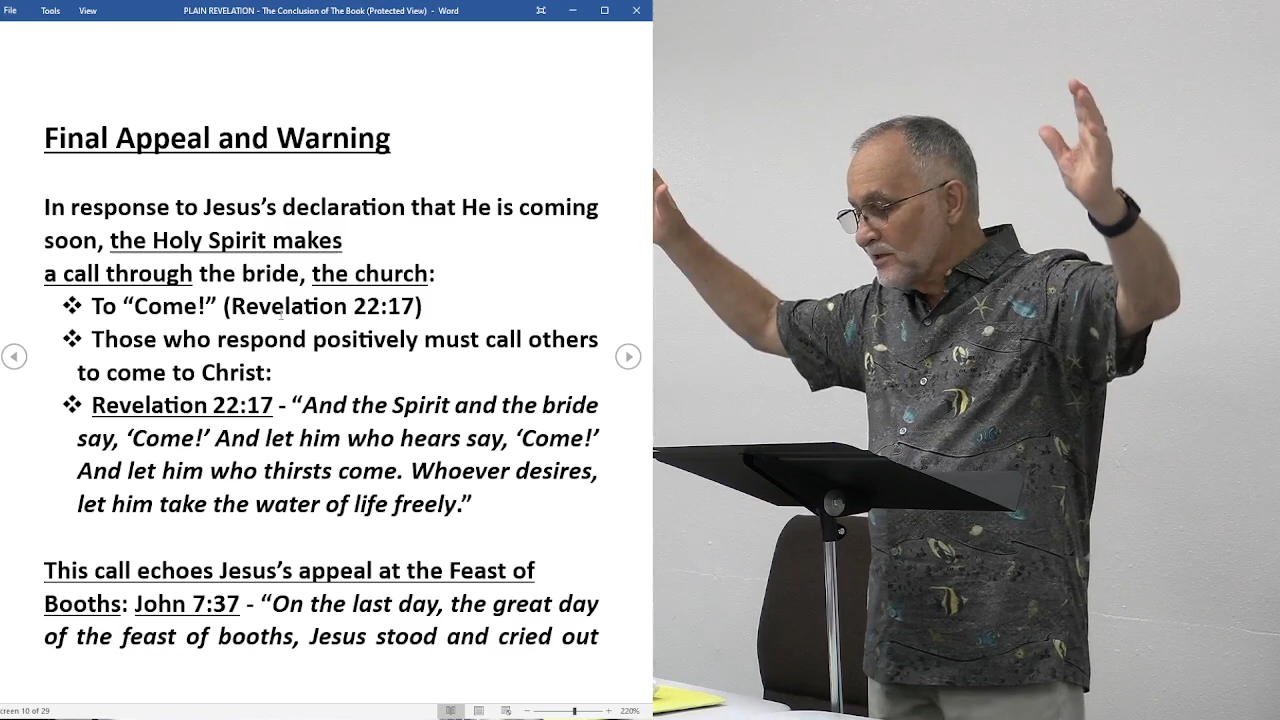 File Tools View PLAIN REVELATION - The Conclusion of The Book (Protected View) - Word
Final Appeal and Warning
In response to Jesus’s declaration that He is coming
soon, the Holy Spirit makes
a call through the bride, the church:
❖ To “Come!” (Revelation 22:17)
❖ Those who respond positively must call others
to come to Christ:
❖ Revelation 22:17 - “And the Spirit and the bride
say, ‘Come!’ And let him who hears say, ‘Come!’
And let him who thirsts come. Whoever desires,
let him take the water of life freely.”
This call echoes Jesus’s appeal at the Feast of
Booths: John 7:37 - “On the last day, the great day
of the feast of booths, Jesus stood and cried out
creen 10 of 29
220%